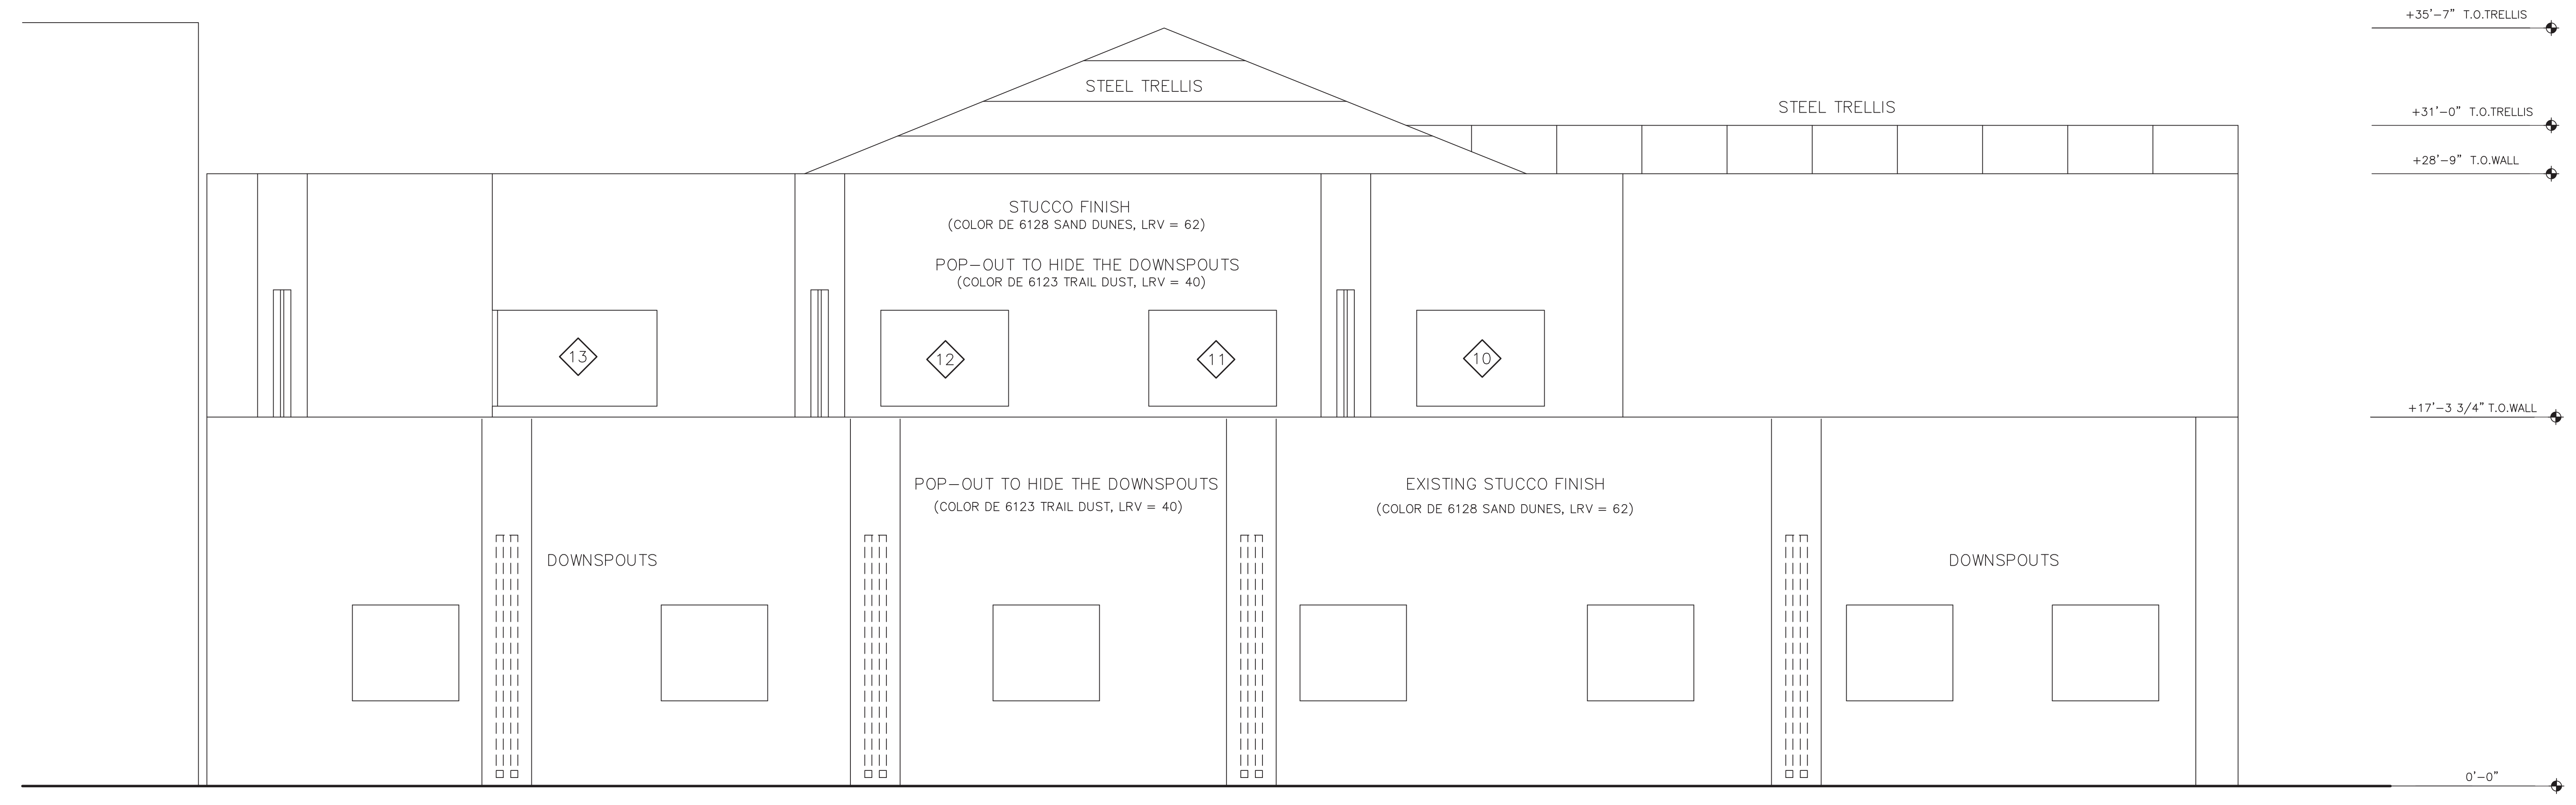 +35'-7" T.O.TRELLIS
STEEL TRELLIS
STEEL TRELLIS
+31'-0" T.O.TRELLIS
+28'-9" T.O.WALL
STUCCO FINISH
(COLOR DE 6128 SAND DUNES, LRV = 62)
POP-OUT TO HIDE THE DOWNSPOUTS
(COLOR DE 6123 TRAIL DUST, LRV = 40)
13
12
11
10
+17'-3 3/4" T.O.WALL
POP-OUT TO HIDE THE DOWNSPOUTS
(COLOR DE 6123 TRAIL DUST, LRV = 40)
EXISTING STUCCO FINISH
(COLOR DE 6128 SAND DUNES, LRV = 62)
DOWNSPOUTS
DOWNSPOUTS
0'-0"